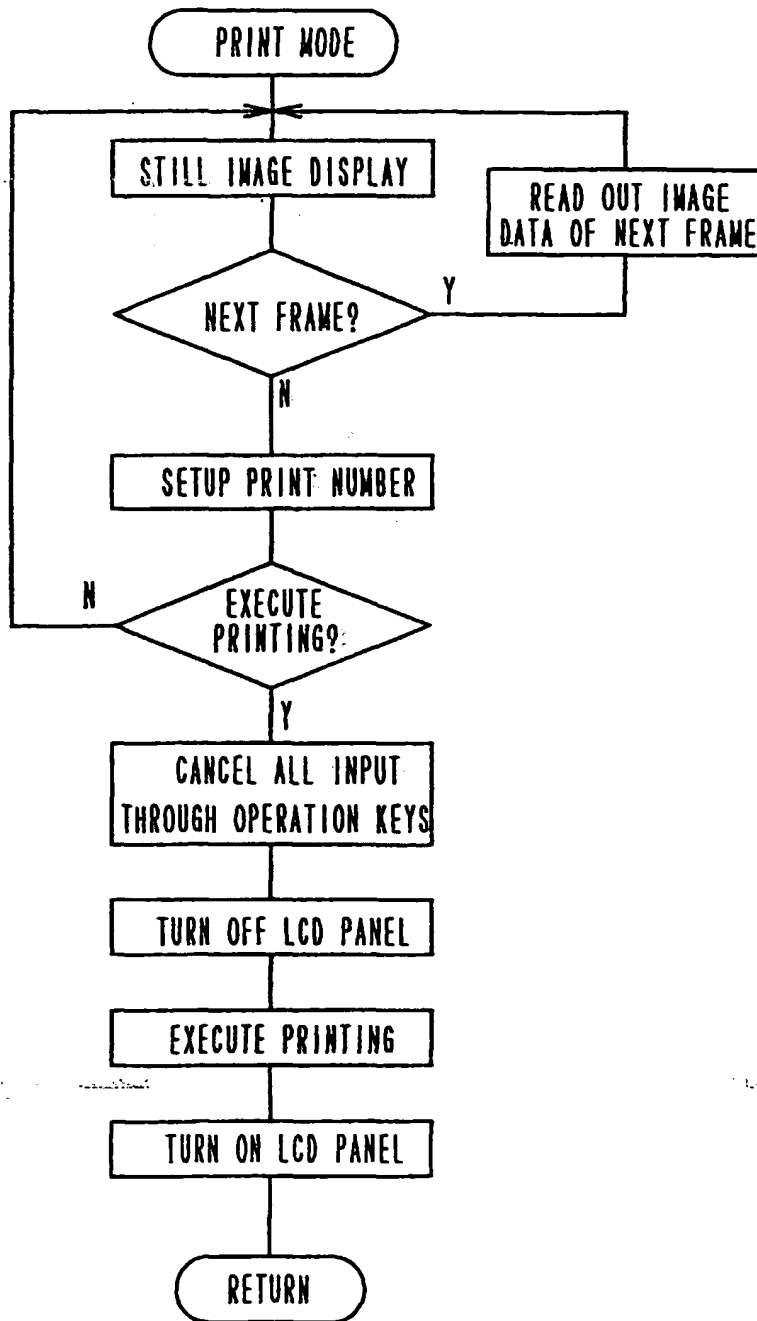 PRINT MODE
STILL IMAGE DISPLAY
READ OUT IMAGE
DATA OF NEXT FRAME
Y
NEXT FRAME?
N
SETUP PRINT NUMBER
N
EXECUTE
PRINTING?
Y
CANCEL ALL INPUT
THROUGH OPERATION KEYS
TURN OFF LCD PANEL
EXECUTE PRINTING
TURN ON LCD PANEL
RETURN